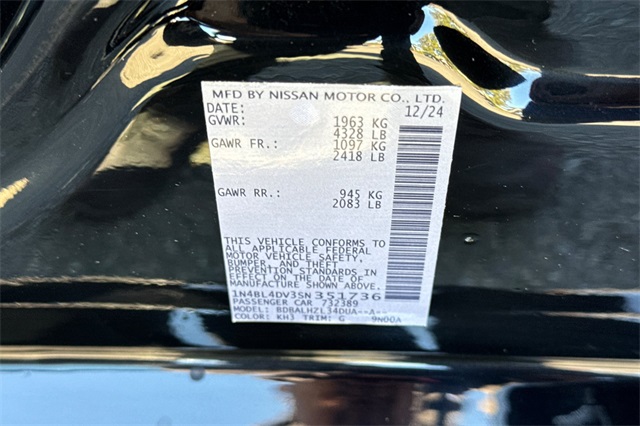 MFD BY NISSAN MOTOR CO., LTD.
DATE: 12/24
GVWR: 1963 KG
4328 LB
GAWR FR.: 1097 KG
2418 LB
GAWR RR.: 945 KG
2083 LB
THIS VEHICLE CONFORMS TO
ALL APPLICABLE FEDERAL
MOTOR VEHICLE SAFETY,
BUMPER, AND THEFT
PREVENTION STANDARDS IN
EFFECT ON THE DATE OF
MANUFACTURE SHOWN ABOVE.
1N4BL4DV3SN351736
PASSENGER CAR 732389
MODEL: BDBALHZL34DUA--A--
COLOR: KH3 TRIM: G 9N00A